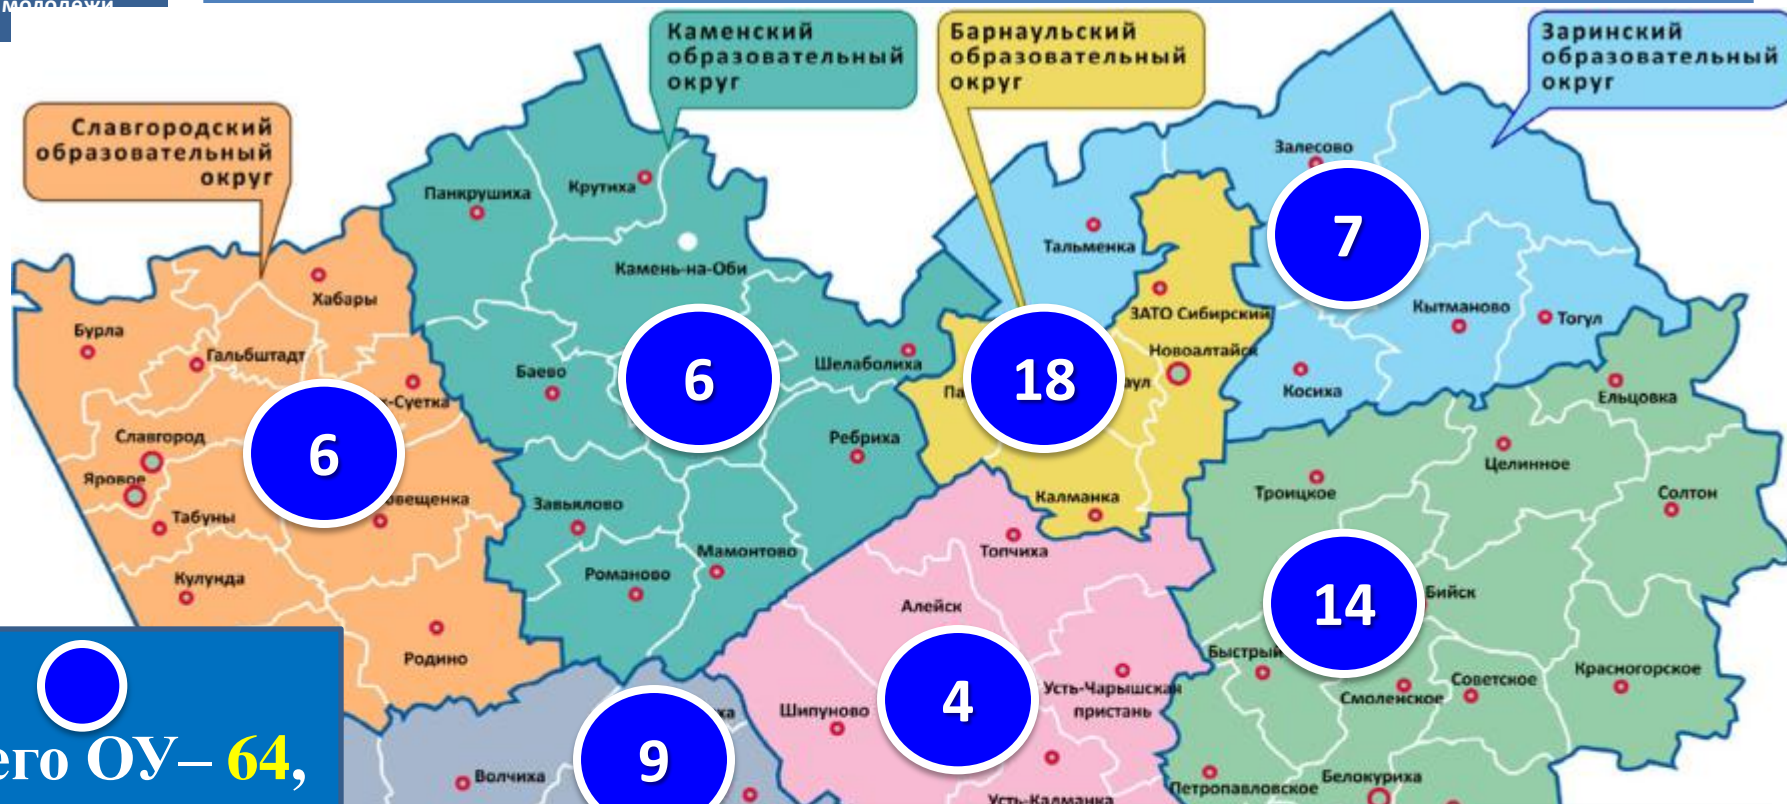 молодежи
Каменский
образовательный
округ
Барнаульский
образовательный
округ
Заринский
образовательный
округ
Славгородский
образовательный
округ
Залесово
Панкрушиха
Крутиха
7
Тальменка
Камень-на-Оби
Хабары
ЗАТО Сибирский
Кытманово
Тогул
Бурла
Гальбштадт
Новоалтайск
Шелаболиха
Баево
6
18
Косиха
Ельцовка
-Суетка
Славгород
6
Ребриха
Целинное
Яровое
Троицкое
Солтон
Табуны
Завьялово
Калманка
Мамонтово
Топчиха
Кулунда
Романово
Алейск
14
Бийск
Родино
Быстрый
Красногорское
Советское
Усть-Чарышская
пристань
Смоленское
Шипуново
4
9
Волчиха
Белокуриха
Петропавловское
Усть-Калманка
ОУ– 64,